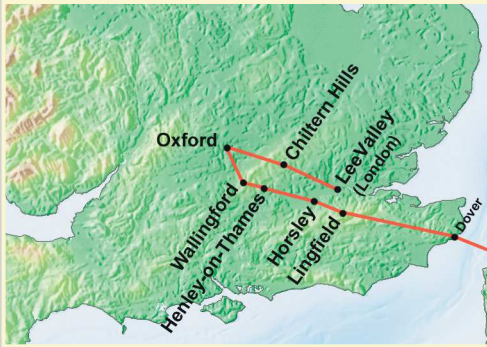 Oxford
Chiltern Hills
LeeValley
(London)
Wallingford
Henley-on-Thames
Horsley
Lingfield
Dover